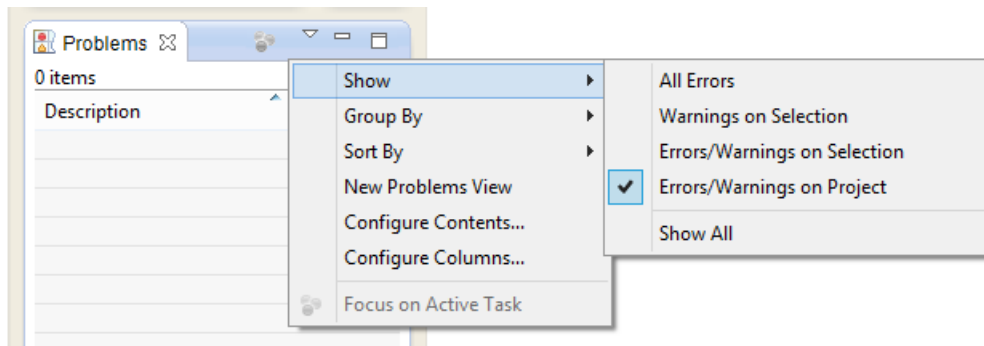 Problems
0 items
Description
Show
Group By
Sort By
New Problems View
Configure Contents...
Configure Columns...
Focus on Active Task
All Errors
Warnings on Selection
Errors/Warnings on Selection
Errors/Warnings on Project
Show All